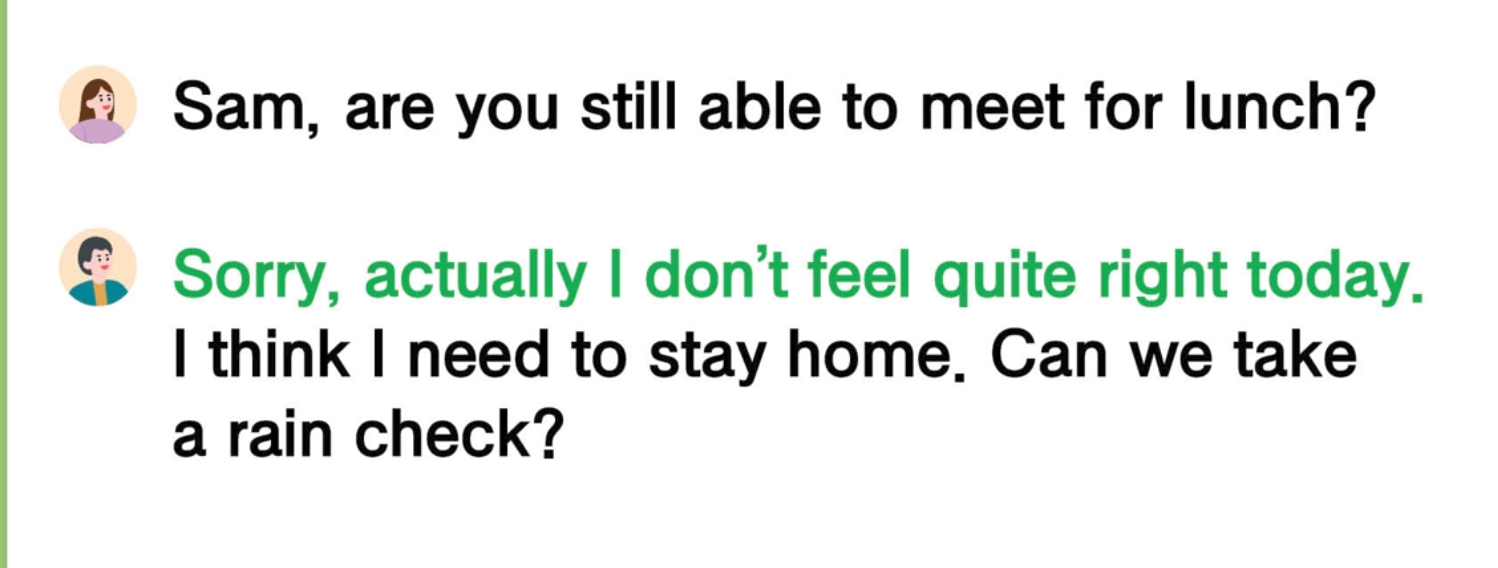 Sam, are you still able to meet for lunch?
Sorry, actually I don't feel quite right today.
I think I need to stay home. Can we take
a rain check?